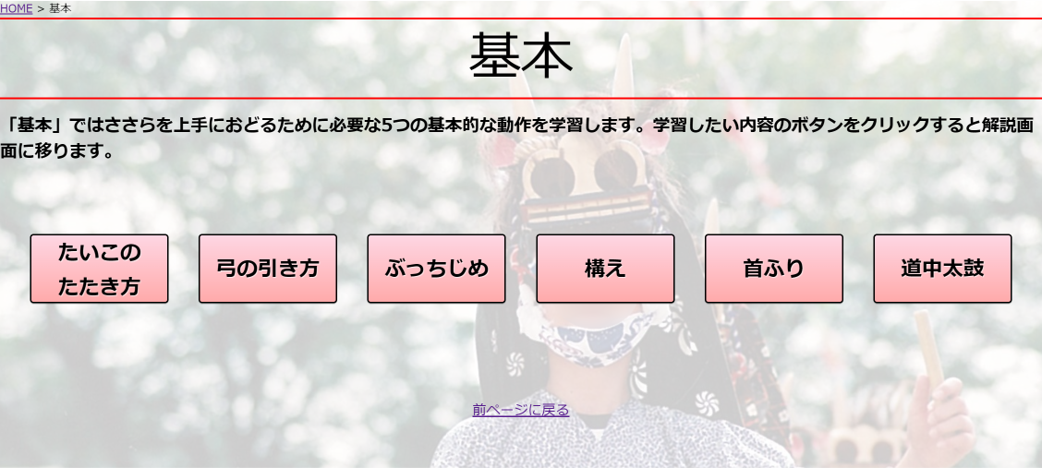 HOME > 基本
基本
「基本」ではささらを上手におどるために必要な5つの基本的な動作を学習します。学習したい内容のボタンをクリックすると解説画
面に移ります。
たいこの
たたき方
弓の引き方
ぶっちじめ
構え
首ふり
道中太鼓
前ページに戻る